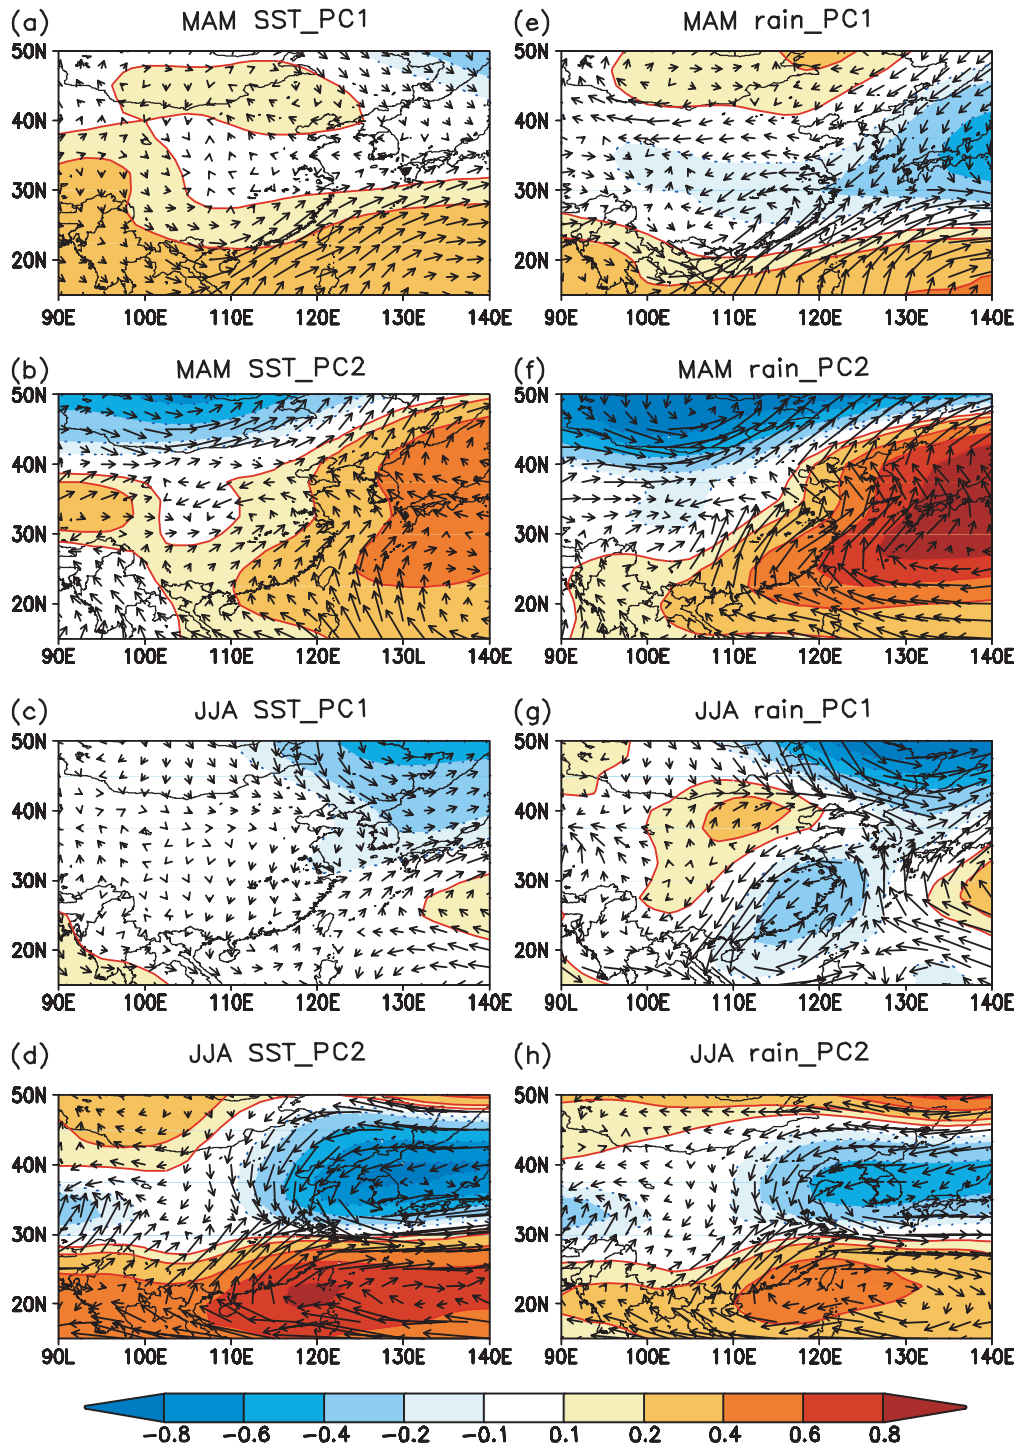 (a) MAM SST_PC1
50N
40N
30N
20N
90E 100E 110E 120E 130E 140E
(e) MAM rain_PC1
50N
40N
30N
20N
90E 100E 110E 120E 130E 140E
(b) MAM SST_PC2
50N
40N
30N
20N
90E 100E 110E 120E 130L 140E
(f) MAM rain_PC2
50N
40N
30N
20N
90E 100E 110E 120E 130E 140E
(c) JJA SST_PC1
50N
40N
30N
20N
90E 100E 110E 120E 130E 140E
(g) JJA rain_PC1
50N
40N
30N
20N
90E 100E 110E 120E 130E 140E
(d) JJA SST_PC2
50N
40N
30N
20N
90L 100E 110E 120E 130E 140E
(h) JJA rain_PC2
50N
40N
30N
20N
90E 100E 110E 120E 130E 140E
-0.8 -0.6 -0.4 -0.2 -0.1 0.1 0.2 0.4 0.6 0.8